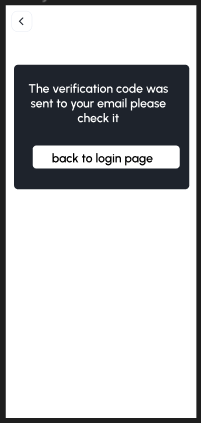 The verification code was
sent to your email please
check it
back to login page